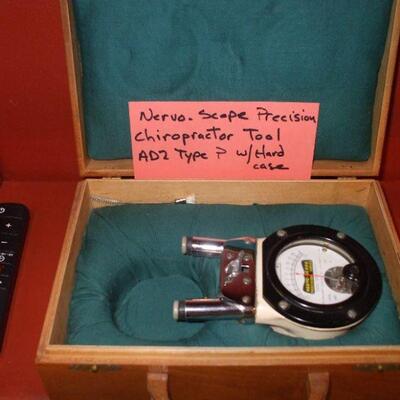 Nervo-Scope Precision
Chiropractor Tool
AD2 Type P w/Hard
case